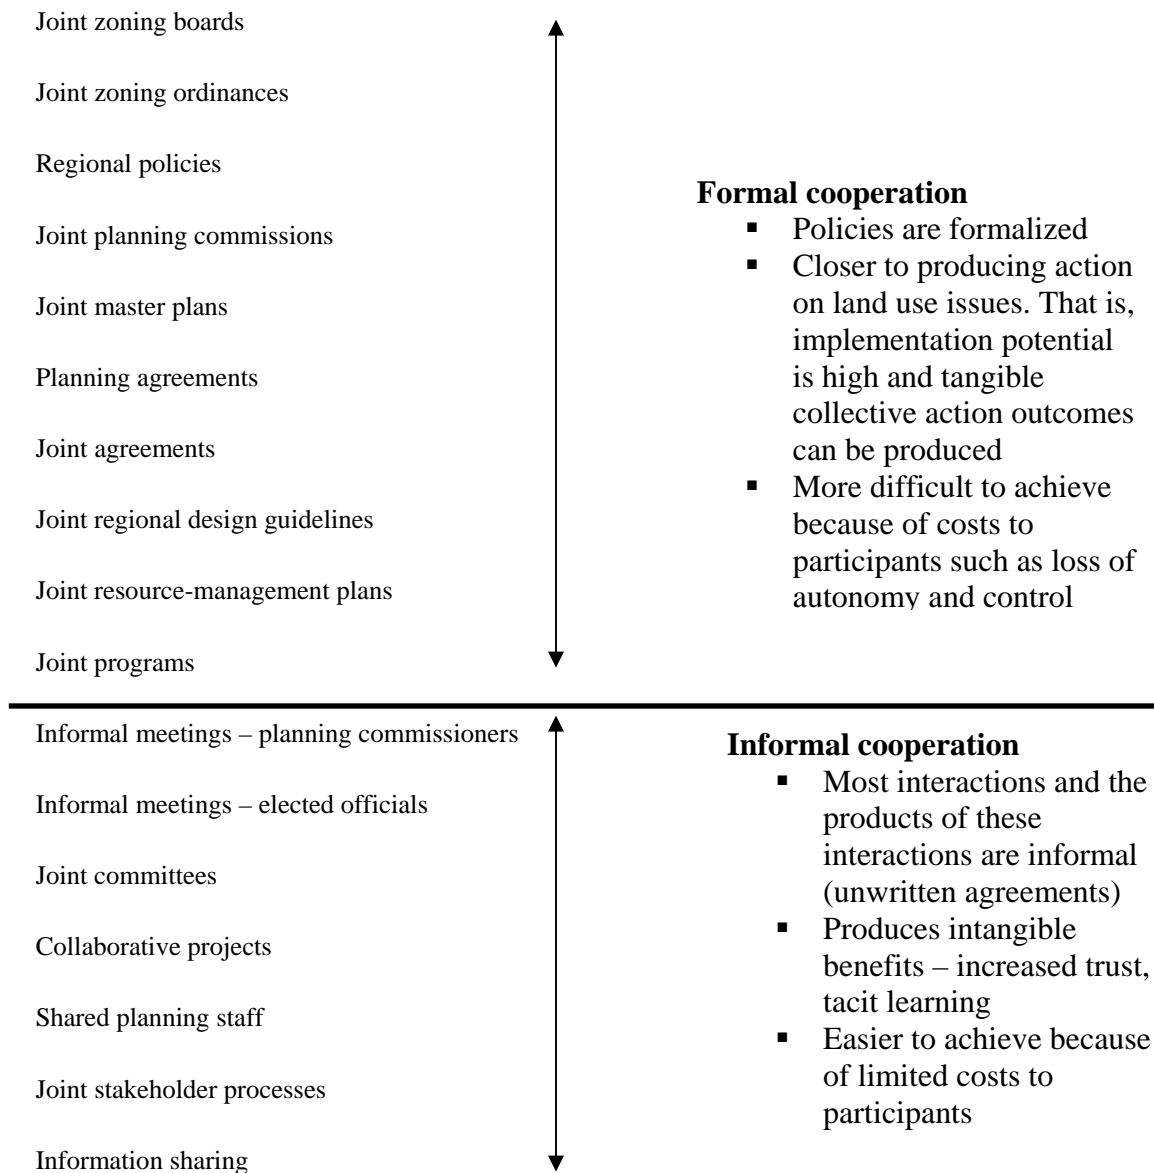 Joint zoning boards
Joint zoning ordinances
Regional policies
Joint planning commissions
Joint master plans
Planning agreements
Joint agreements
Joint regional design guidelines
Joint resource-management plans
Joint programs
Formal cooperation
▪ Policies are formalized
▪ Closer to producing action
on land use issues. That is,
implementation potential
is high and tangible
collective action outcomes
can be produced
▪ More difficult to achieve
because of costs to
participants such as loss of
autonomy and control
Informal meetings – planning commissioners
Informal meetings – elected officials
Joint committees
Collaborative projects
Shared planning staff
Joint stakeholder processes
Information sharing
Informal cooperation
▪ Most interactions and the
products of these
interactions are informal
(unwritten agreements)
▪ Produces intangible
benefits – increased trust,
tacit learning
▪ Easier to achieve because
of limited costs to
participants